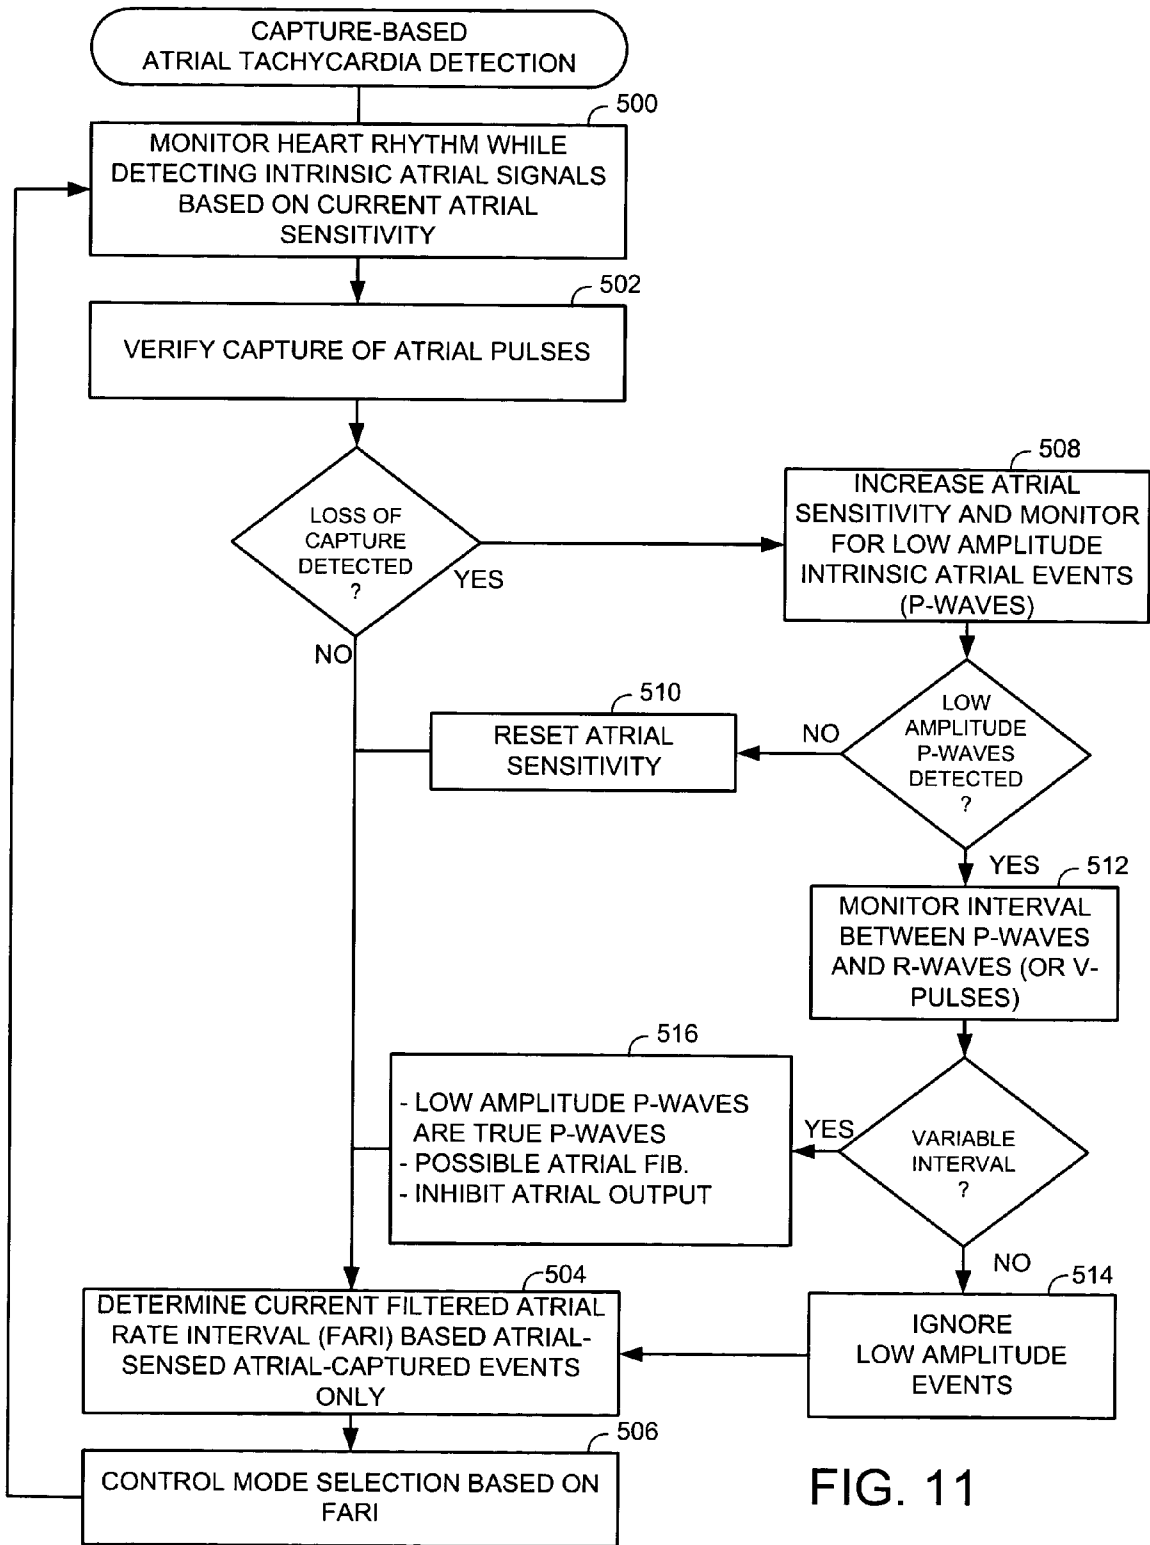 CAPTURE-BASED
ATRIAL TACHYCARDIA DETECTION
500
MONITOR HEART RHYTHM WHILE
DETECTING INTRINSIC ATRIAL SIGNALS
BASED ON CURRENT ATRIAL
SENSITIVITY
502
VERIFY CAPTURE OF ATRIAL PULSES
LOSS OF
CAPTURE
DETECTED
?
YES
NO
508
INCREASE ATRIAL
SENSITIVITY AND MONITOR
FOR LOW AMPLITUDE
INTRINSIC ATRIAL EVENTS
(P-WAVES)
LOW
AMPLITUDE
P-WAVES
DETECTED
?
NO
YES
510
RESET ATRIAL
SENSITIVITY
512
MONITOR INTERVAL
BETWEEN P-WAVES
AND R-WAVES (OR V-
PULSES)
VARIABLE
INTERVAL
?
YES
NO
516
- LOW AMPLITUDE P-WAVES
ARE TRUE P-WAVES
- POSSIBLE ATRIAL FIB.
- INHIBIT ATRIAL OUTPUT
514
IGNORE
LOW AMPLITUDE
EVENTS
504
DETERMINE CURRENT FILTERED ATRIAL
RATE INTERVAL (FARI) BASED ATRIAL-
SENSED ATRIAL-CAPTURED EVENTS
ONLY
506
CONTROL MODE SELECTION BASED ON
FARI
FIG. 11